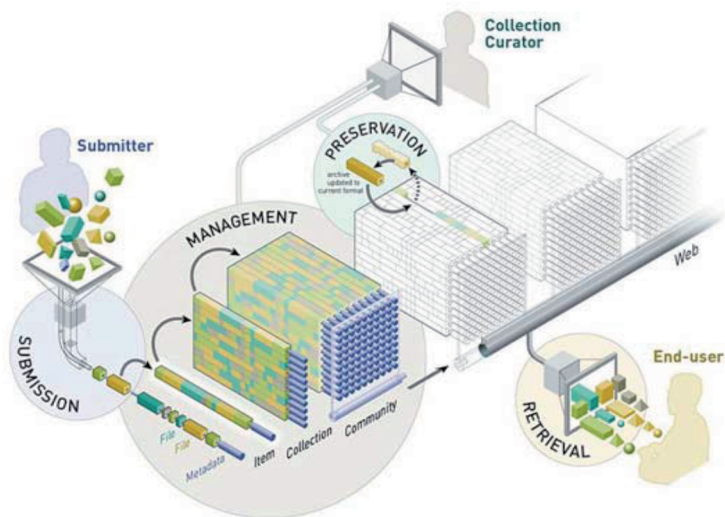 Collection
Curator
Submitter
PRESERVATION
archive
updated to
current format
MANAGEMENT
Web
End-user
SUBMISSION
RETRIEVAL
File
File
Metadata
Item
Collection
Community